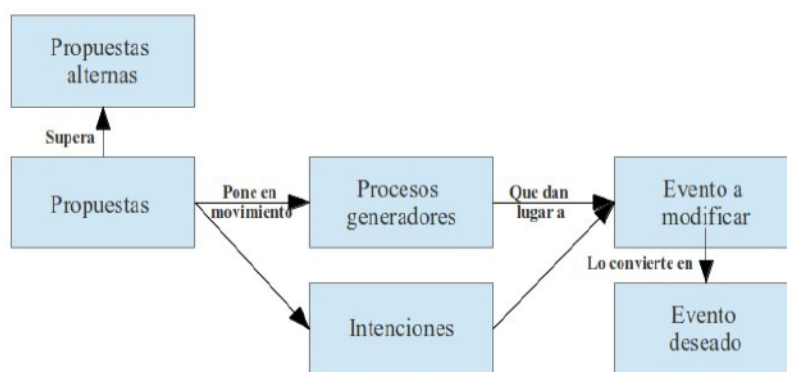 Propuestas
alternas
Supera
Propuestas
Pone en
movimiento
Procesos
generadores
Que dan
lugar a
Evento a
modificar
Lo convierte en
Intenciones
Evento
deseado